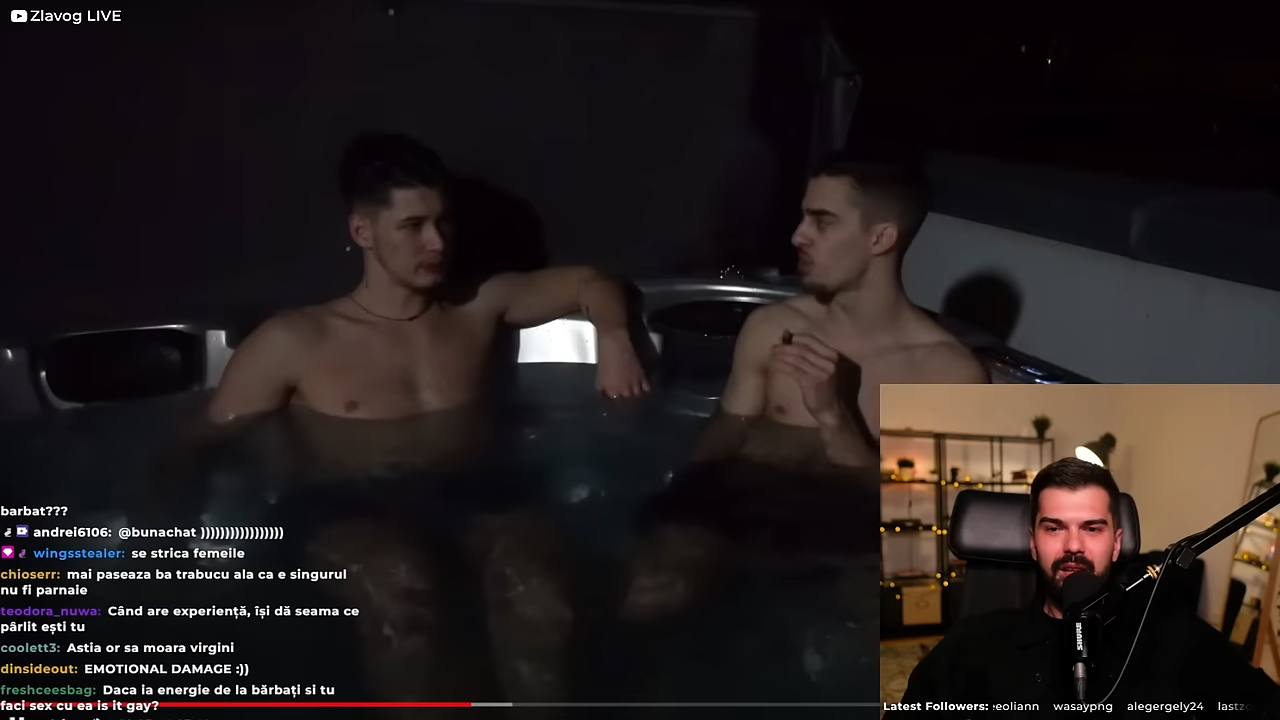 Zlavog LIVE
barbat???
andrei6106: @bunachat ))))))))))))))))))
wingsstealer: se strica femeile
chioserr: mai paseaza ba trabucu ala ca e singurul
nu fi parnaie
teodora_nuwa: Când are experiență, își dă seama ce
pârlit ești tu
coolett3: Astia or sa moara virgini
dinsideout: EMOTIONAL DAMAGE :))
freshceesbag: Daca ia energie de la bărbați si tu
faci sex cu ea is it gay?
SHURE
Latest Followers: eoliann wasaypng alegergely24 lastz